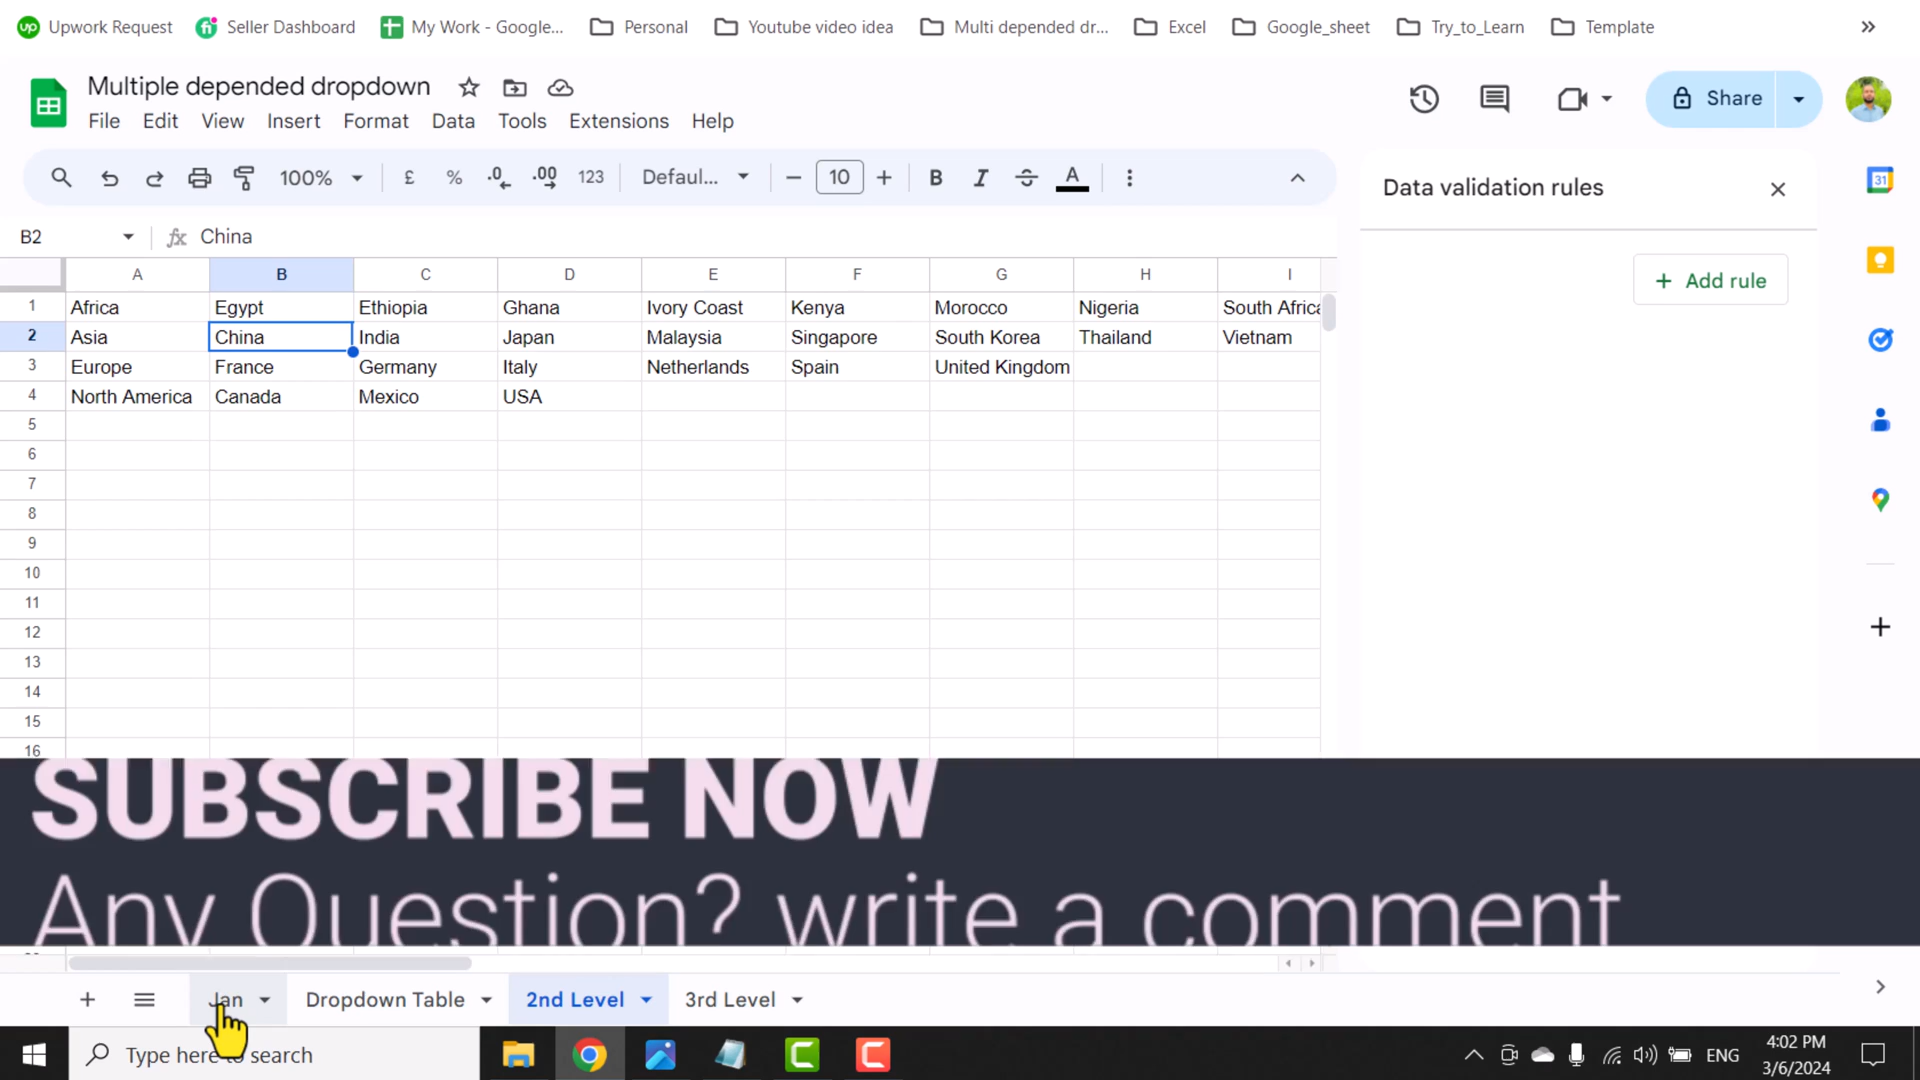 Upwork Request Seller Dashboard My Work - Google... Personal Youtube video idea Multi depended dr... Excel Google_sheet Try_to_Learn Template
Multiple depended dropdown
File Edit View Insert Format Data Tools Extensions Help
Share
100% £ % .0 .00 123 Defaul... 10 B I A
Data validation rules
31
B2 fx China
Add rule
A B C D E F G H I
1 Africa Egypt Ethiopia Ghana Ivory Coast Kenya Morocco Nigeria South Africa
2 Asia China India Japan Malaysia Singapore South Korea Thailand Vietnam
3 Europe France Germany Italy Netherlands Spain United Kingdom
4 North America Canada Mexico USA
5
6
7
8
9
10
11
12
13
14
15
16
SUBSCRIBE NOW
Any Question? write a comment
Jan Dropdown Table 2nd Level 3rd Level
Type here to search
ENG
4:02 PM
3/6/2024